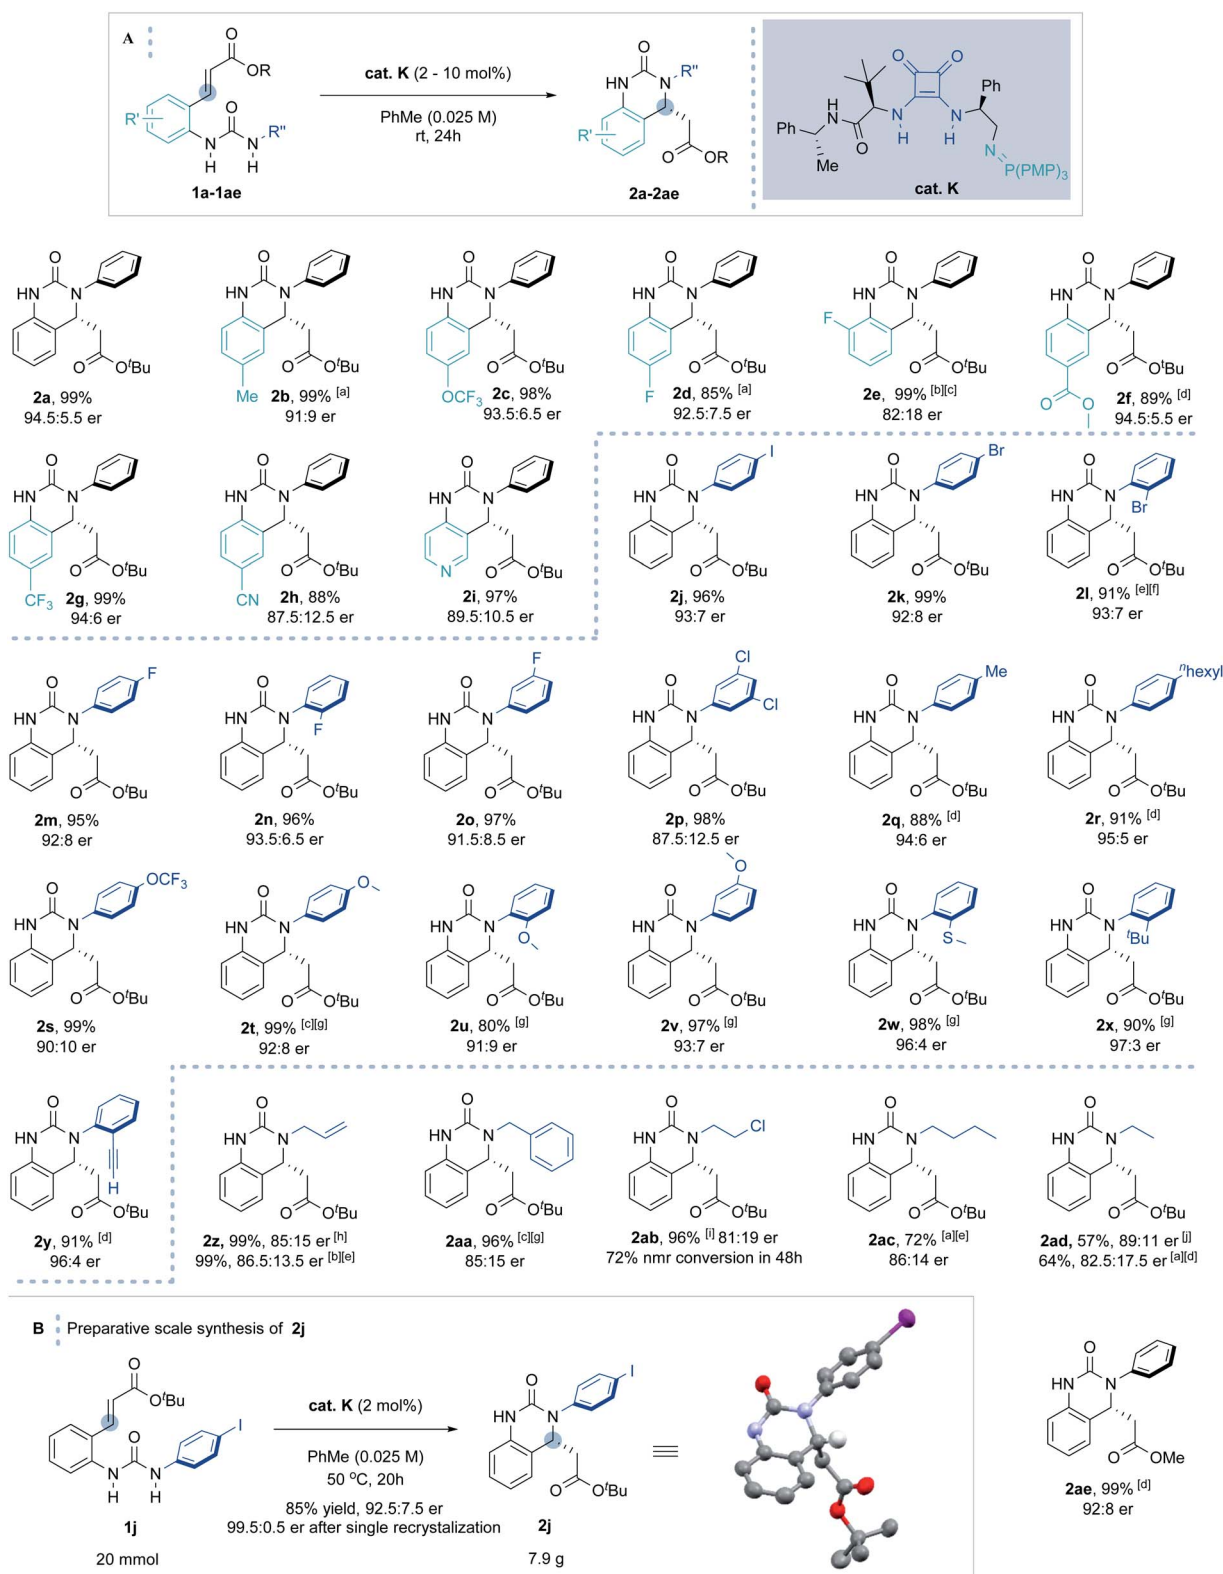 A
cat. K (2 - 10 mol%)
PhMe (0.025 M)
rt, 24h
1a-1ae
2a-2ae
cat. K
2a, 99%
94.5:5.5 er
2b, 99% [a]
91:9 er
2c, 98%
93.5:6.5 er
2d, 85% [a]
92.5:7.5 er
2e, 99% [b][c]
82:18 er
2f, 89% [d]
94.5:5.5 er
2g, 99%
94:6 er
2h, 88%
87.5:12.5 er
2i, 97%
89.5:10.5 er
2j, 96%
93:7 er
2k, 99%
92:8 er
2l, 91% [e][f]
93:7 er
2m, 95%
92:8 er
2n, 96%
93.5:6.5 er
2o, 97%
91.5:8.5 er
2p, 98%
87.5:12.5 er
2q, 88% [d]
94:6 er
2r, 91% [d]
95:5 er
2s, 99%
90:10 er
2t, 99% [c][g]
92:8 er
2u, 80% [g]
91:9 er
2v, 97% [g]
93:7 er
2w, 98% [g]
96:4 er
2x, 90% [g]
97:3 er
2y, 91% [d]
96:4 er
2z, 99%, 85:15 er [h]
99%, 86.5:13.5 er [b][e]
2aa, 96% [c][g]
85:15 er
2ab, 96% [i] 81:19 er
72% nmr conversion in 48h
2ac, 72% [a][e]
86:14 er
2ad, 57%, 89:11 er [j]
64%, 82.5:17.5 er [a][d]
B Preparative scale synthesis of 2j
cat. K (2 mol%)
PhMe (0.025 M)
50 °C, 20h
85% yield, 92.5:7.5 er
99.5:0.5 er after single recrystalization
1j
20 mmol
2j
7.9 g
2ae, 99% [d]
92:8 er